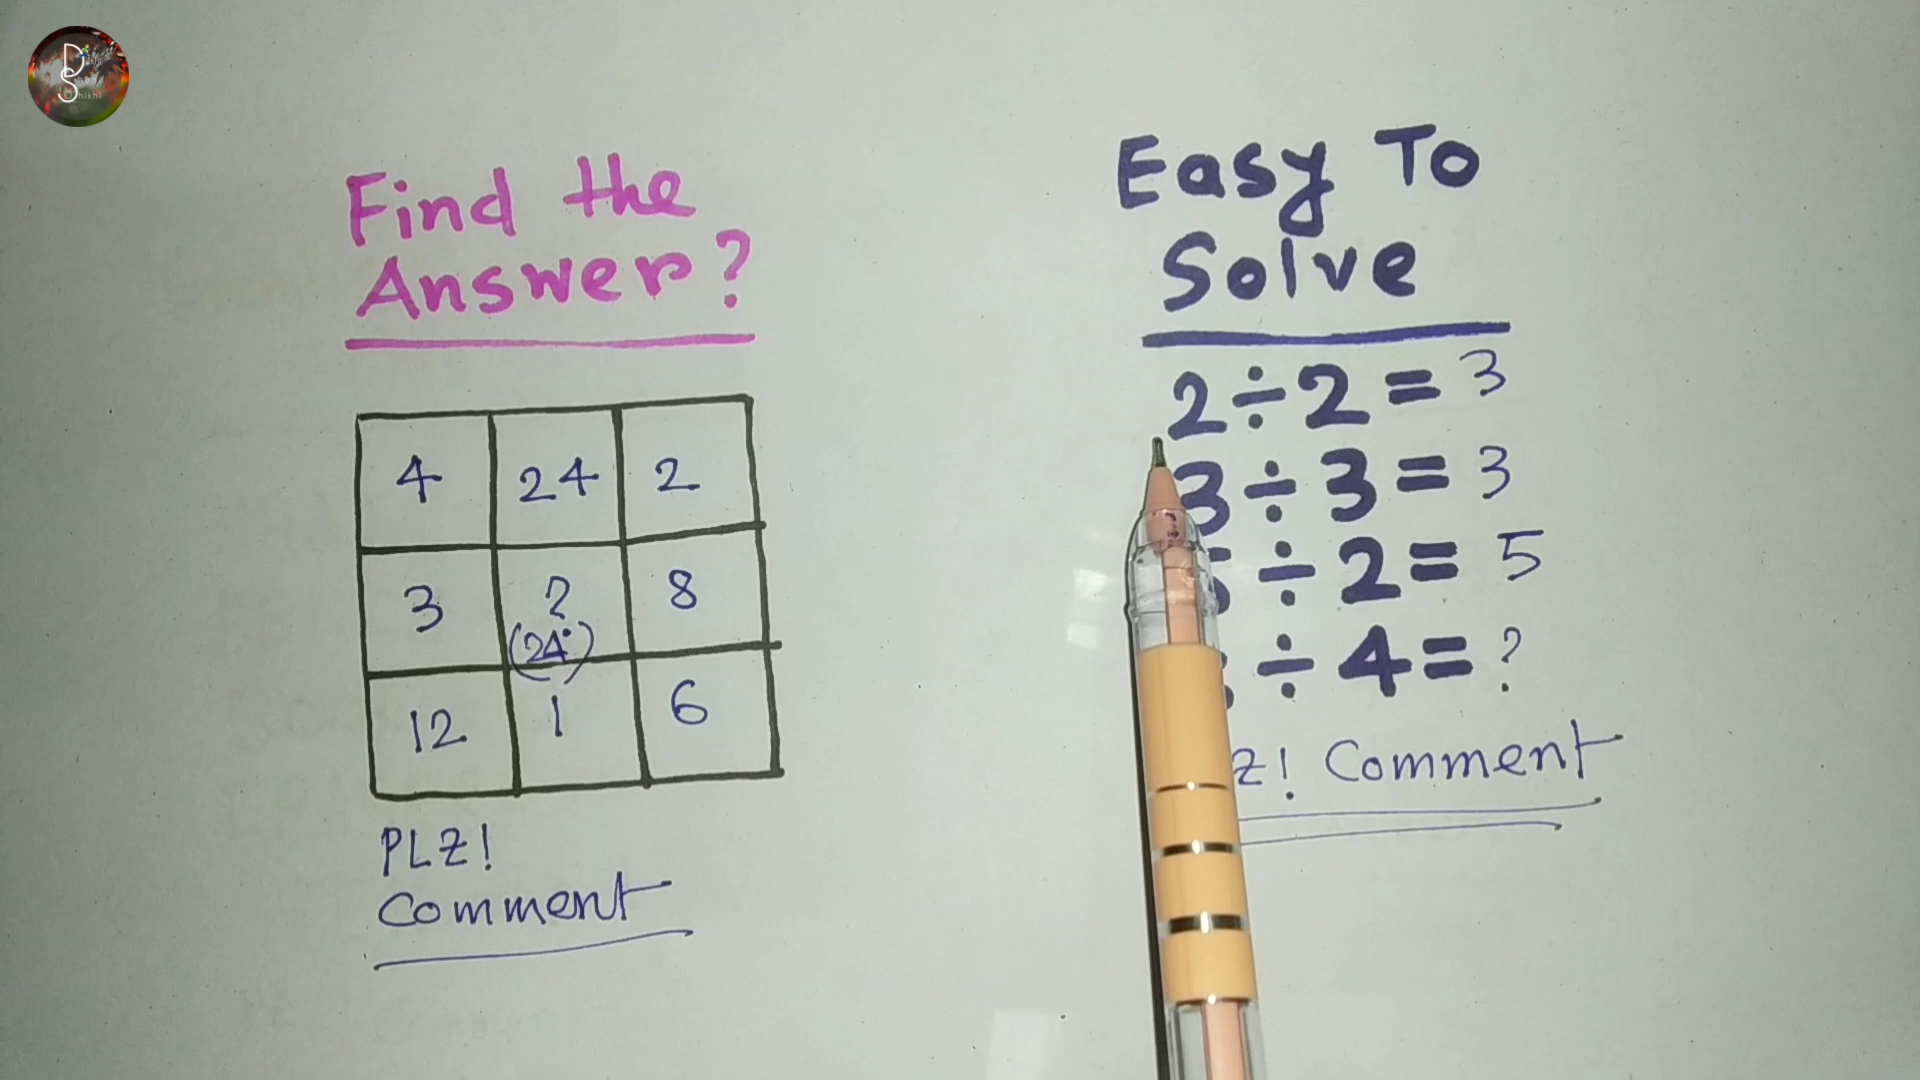 Find the
Answer?
4 24 2
3 ? 8
(24)
12 1 6
PLZ!
Comment
Easy To
Solve
2÷2=3
3÷3=3
÷2=5
÷4=?
Z! Comment